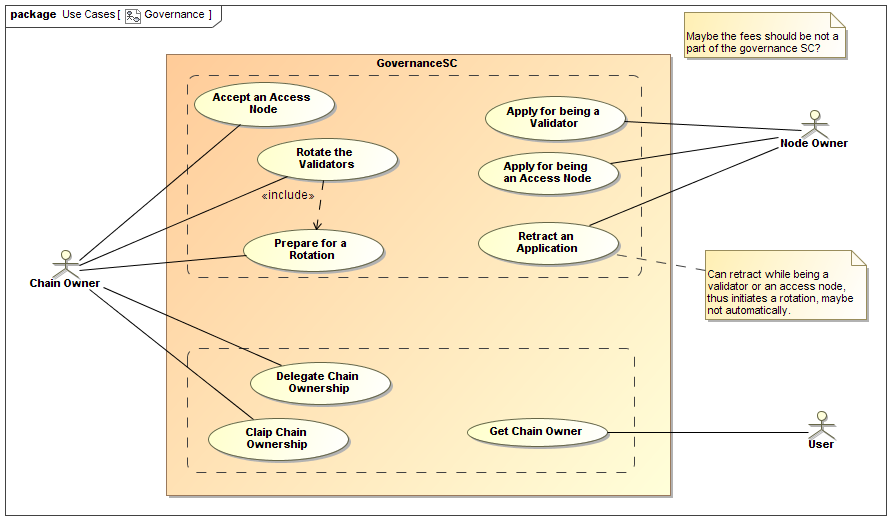 package Use Cases [ Governance ]
Maybe the fees should be not a
part of the governance SC?
GovernanceSC
Accept an Access
Node
Apply for being a
Validator
Node Owner
Rotate the
Validators
Apply for being
an Access Node
«include»
Prepare for a
Rotation
Retract an
Application
Chain Owner
Can retract while being a
validator or an access node,
thus initiates a rotation, maybe
not automatically.
Delegate Chain
Ownership
Claip Chain
Ownership
Get Chain Owner
User